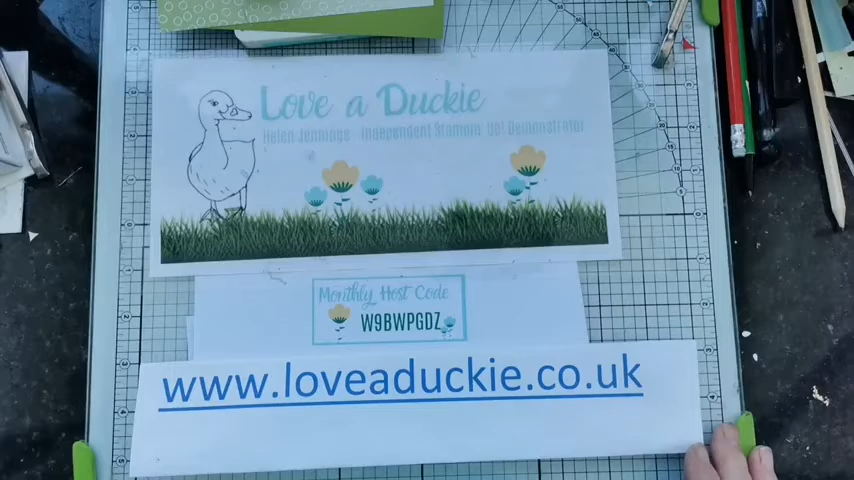 Love a Duckie
Helen Jennings - Independent Stampin' Up! Demonstrator
Monthly Host Code
W9BWPGDZ
www.loveaduckie.co.uk